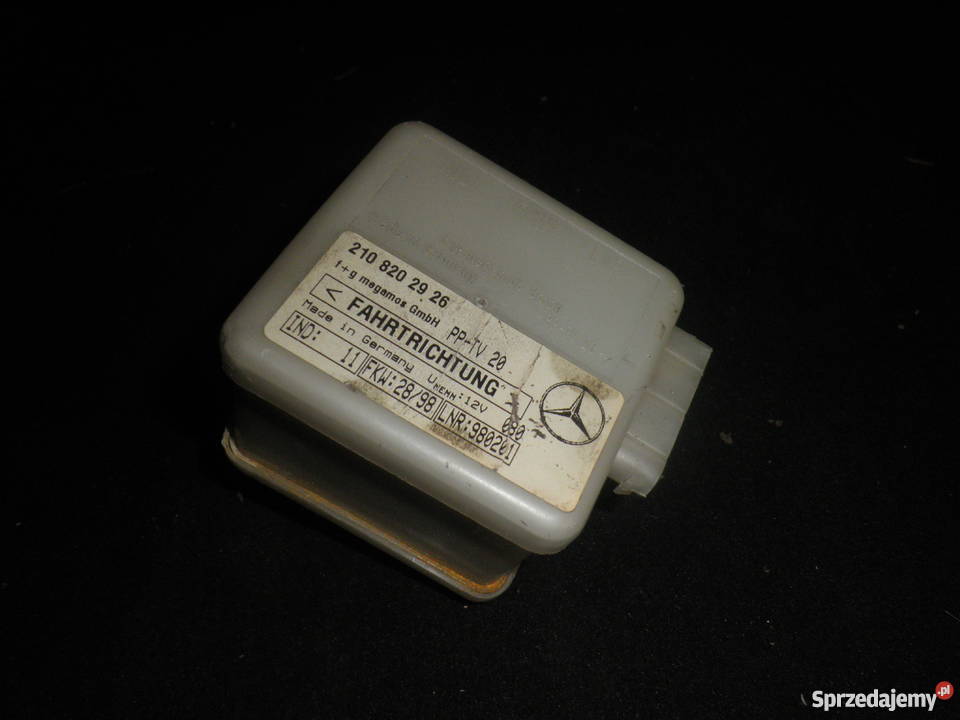 210 820 29 26
f+g megamos GmbH PP-TV 20
< FAHRTRICHTUNG
Made in Germany UNENN:12V 080
IND: 11 FKW:28/98 LNR:980201
Sprzedajemy.pl